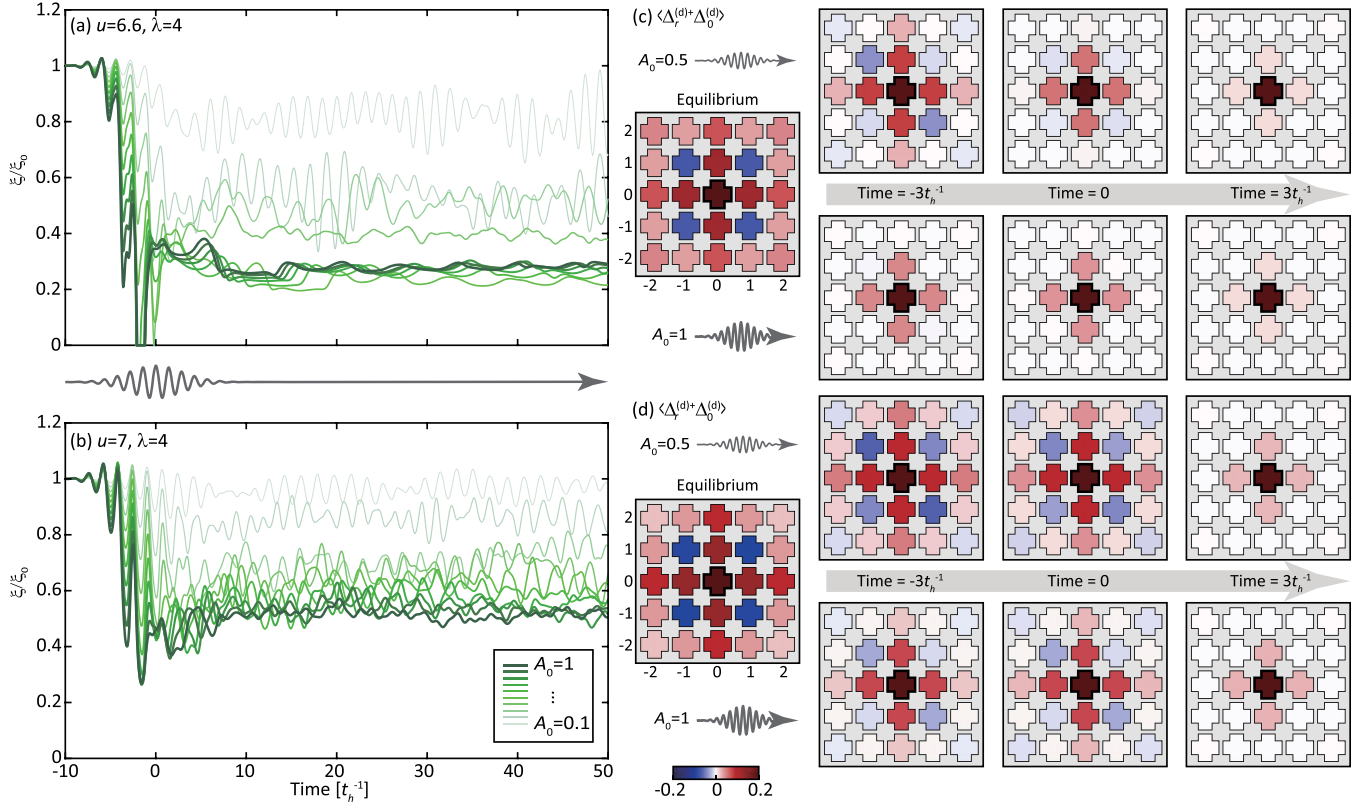 (a) u=6.6, λ=4
1.2
1
0.8
0.6
0.4
0.2
0
ξ/ξ₀
(b) u=7, λ=4
1.2
1
0.8
0.6
0.4
0.2
0
ξ/ξ₀
A₀=1
⋮
A₀=0.1
-10 0 10 20 30 40 50
Time [tₕ⁻¹]
(c) ⟨Δᵣ⁽ᵈ⁾⁺Δ₀⁽ᵈ⁾⟩
A₀=0.5
Equilibrium
2
1
0
-1
-2
-2 -1 0 1 2
A₀=1
Time = -3tₕ⁻¹ Time = 0 Time = 3tₕ⁻¹
(d) ⟨Δᵣ⁽ᵈ⁾⁺Δ₀⁽ᵈ⁾⟩
A₀=0.5
Equilibrium
2
1
0
-1
-2
-2 -1 0 1 2
A₀=1
-0.2 0 0.2
Time = -3tₕ⁻¹ Time = 0 Time = 3tₕ⁻¹